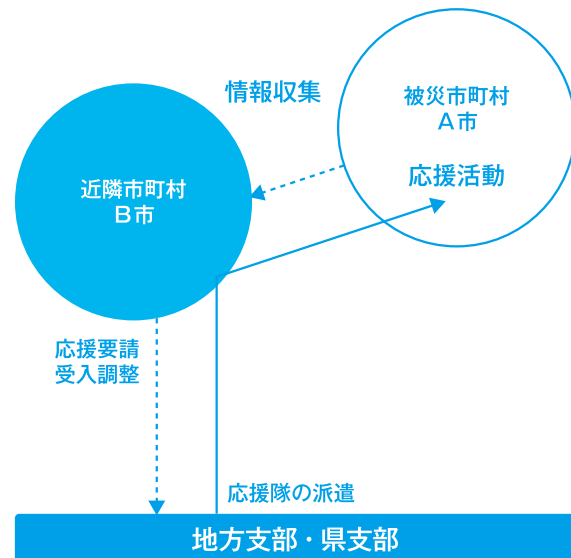 情報収集
被災市町村
A市
応援活動
近隣市町村
B市
応援要請
受入調整
応援隊の派遣
地方支部・県支部